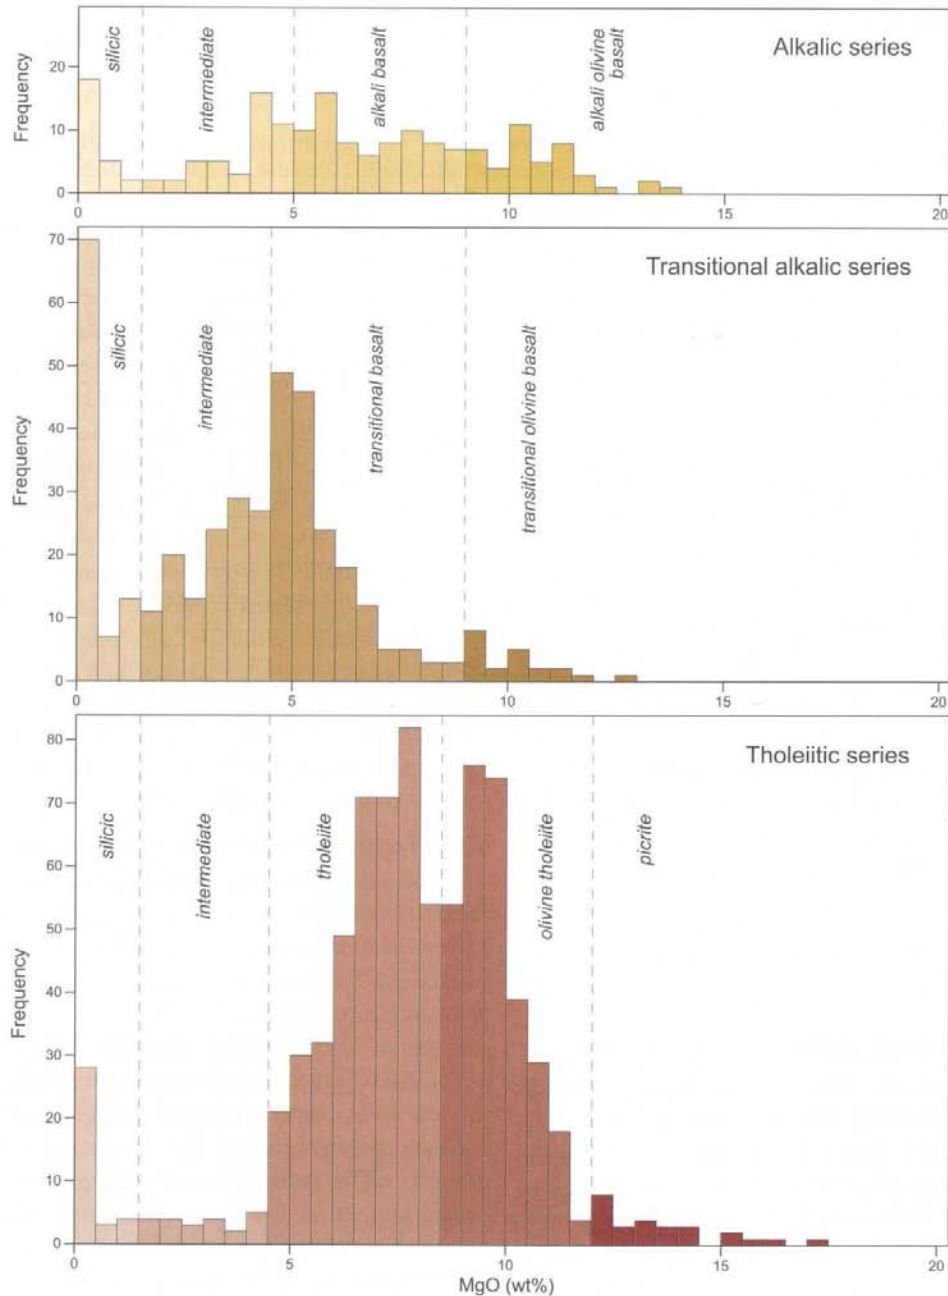 Alkalic series
Frequency
20
10
0
silicic
intermediate
alkali basalt
alkali olivine
basalt
0
5
10
15
20
Transitional alkalic series
Frequency
70
60
50
40
30
20
10
0
silicic
intermediate
transitional basalt
transitional olivine basalt
0
5
10
15
20
Tholeiitic series
Frequency
80
70
60
50
40
30
20
10
0
silicic
intermediate
tholeiite
olivine tholeiite
picrite
0
5
10
15
20
MgO (wt%)